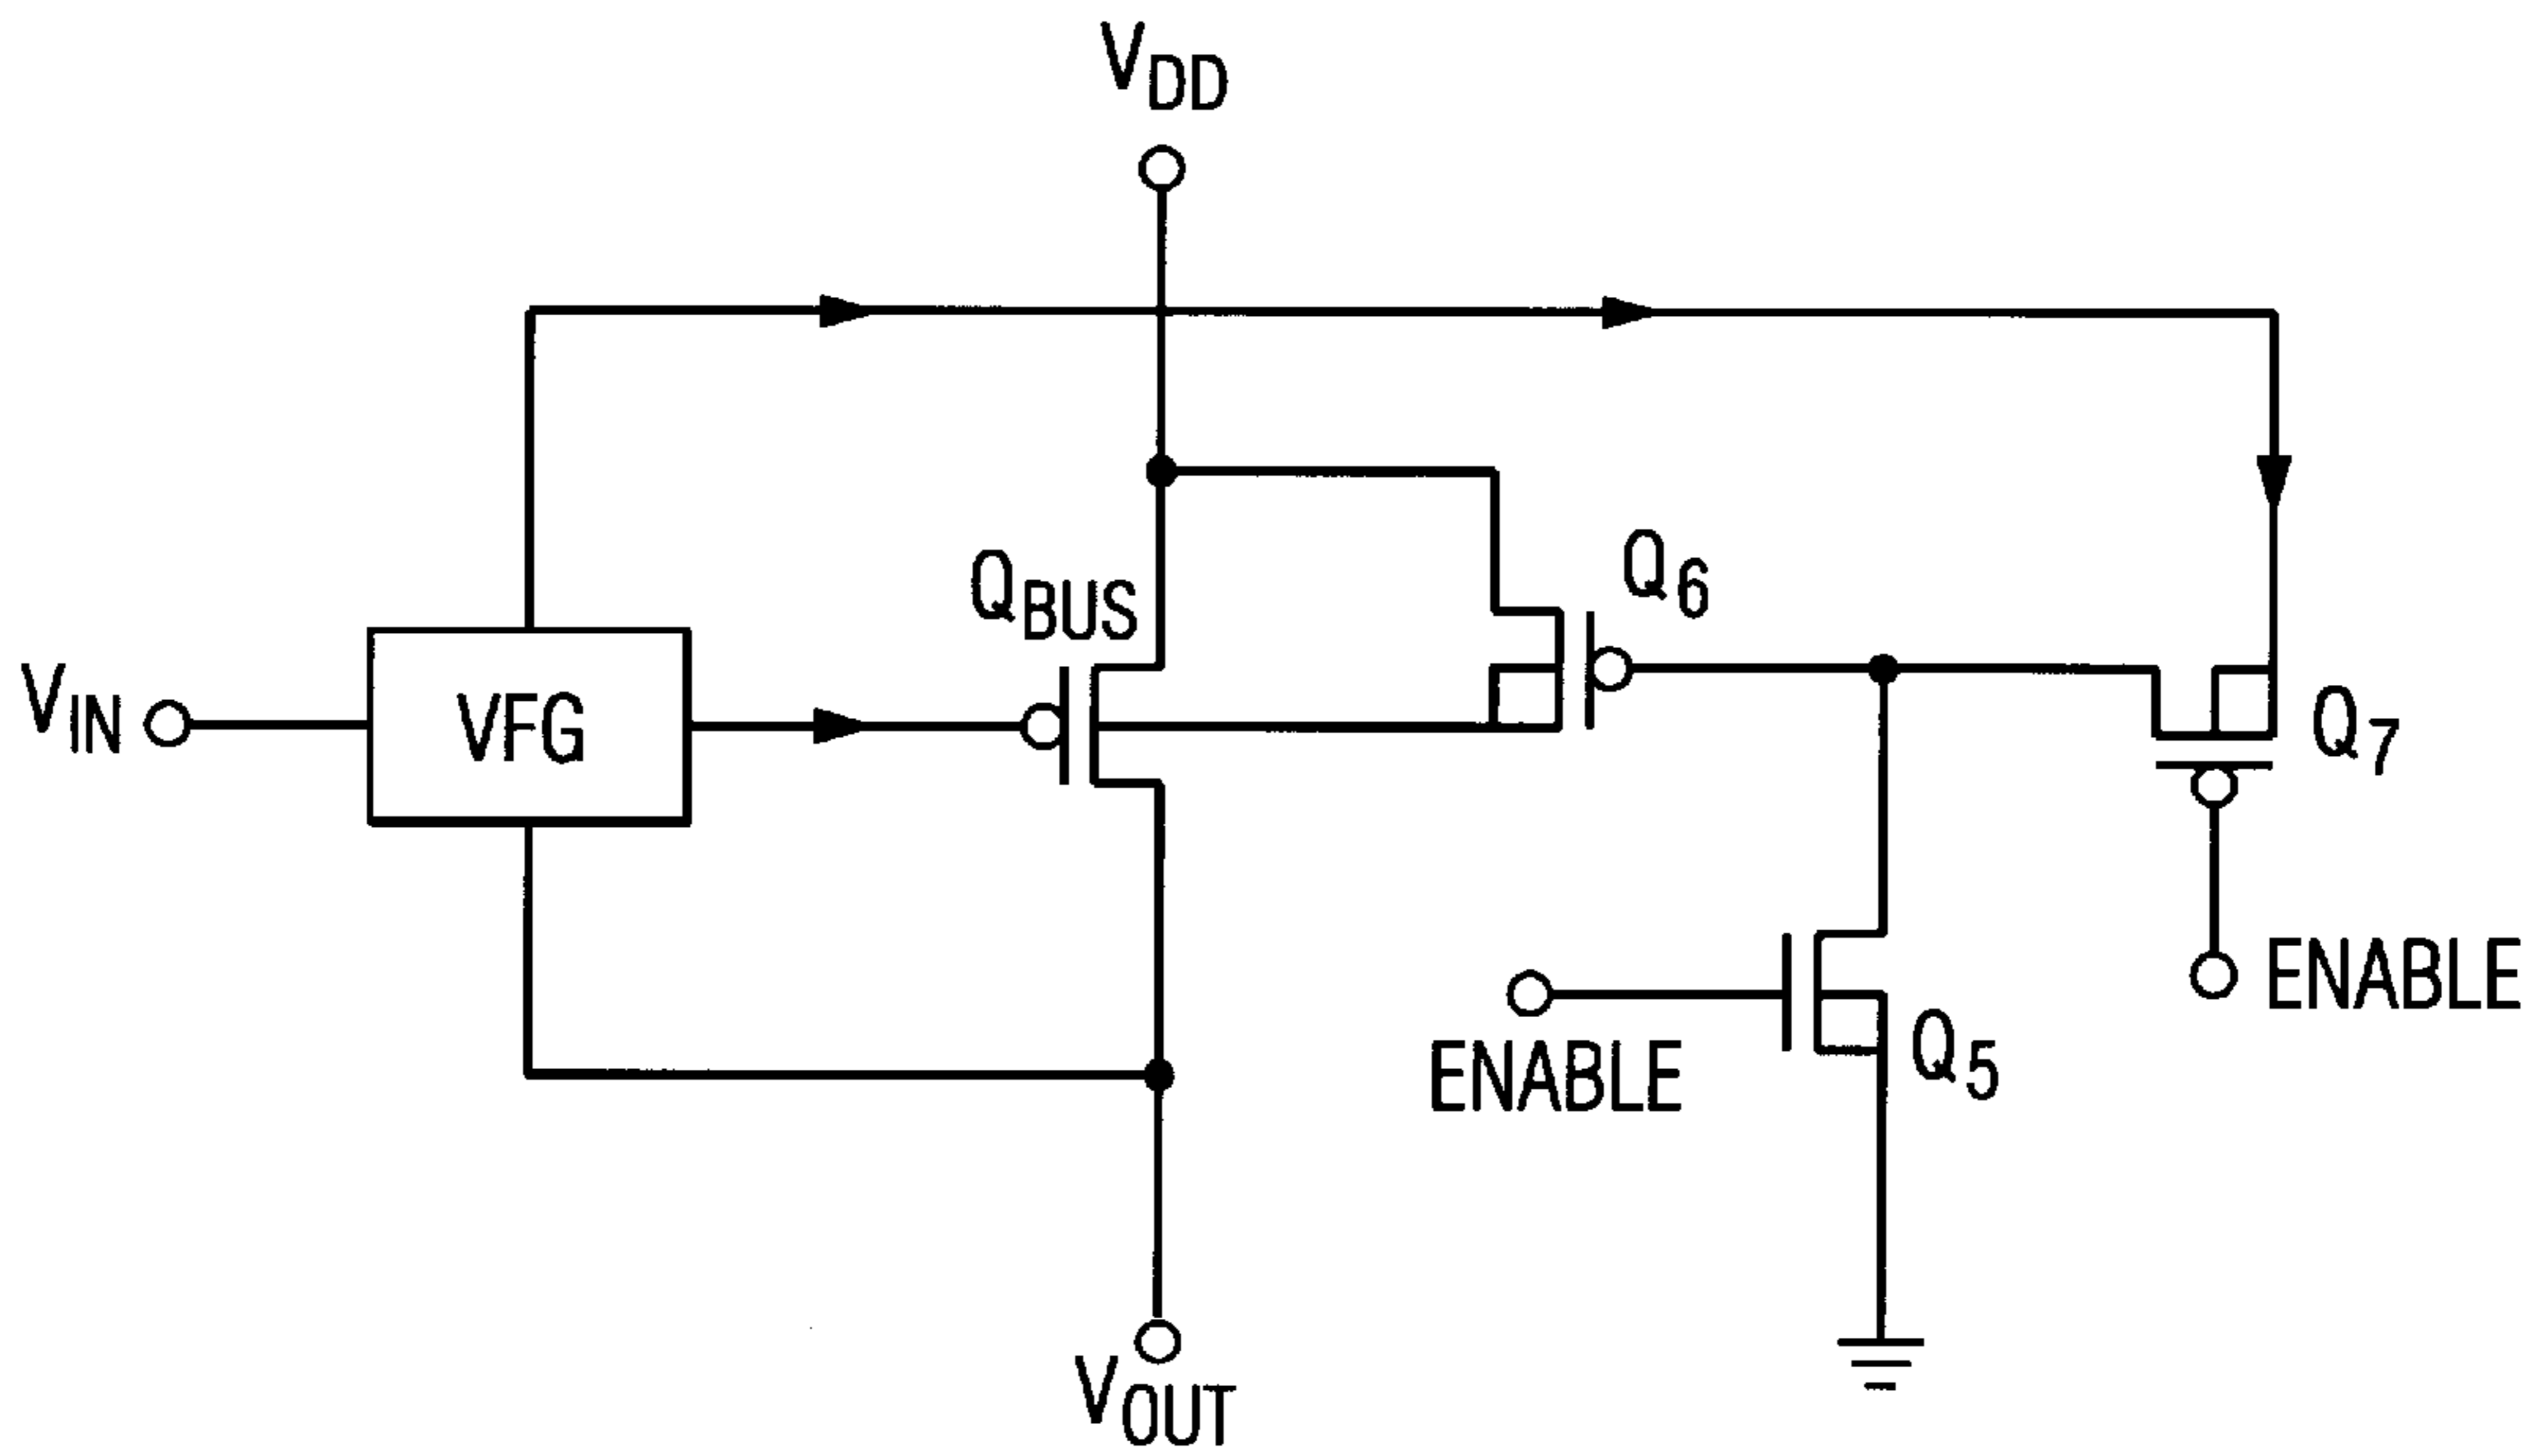 VDD
QBUS
Q6
VIN
VFG
Q7
ENABLE
ENABLE
Q5
VOUT